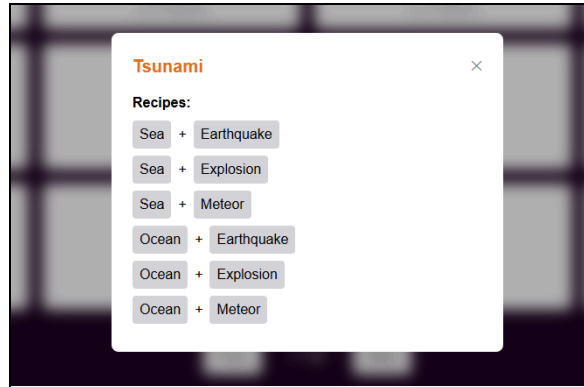 Tsunami ×
Recipes:
Sea + Earthquake
Sea + Explosion
Sea + Meteor
Ocean + Earthquake
Ocean + Explosion
Ocean + Meteor